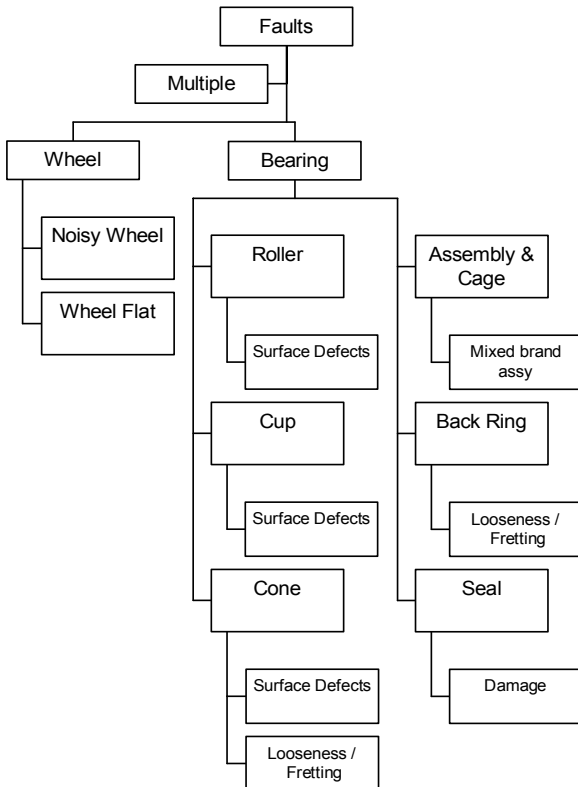 Faults
Multiple
Wheel
Bearing
Noisy Wheel
Wheel Flat
Roller
Surface Defects
Cup
Surface Defects
Cone
Surface Defects
Looseness /
Fretting
Assembly &
Cage
Mixed brand
assy
Back Ring
Looseness /
Fretting
Seal
Damage